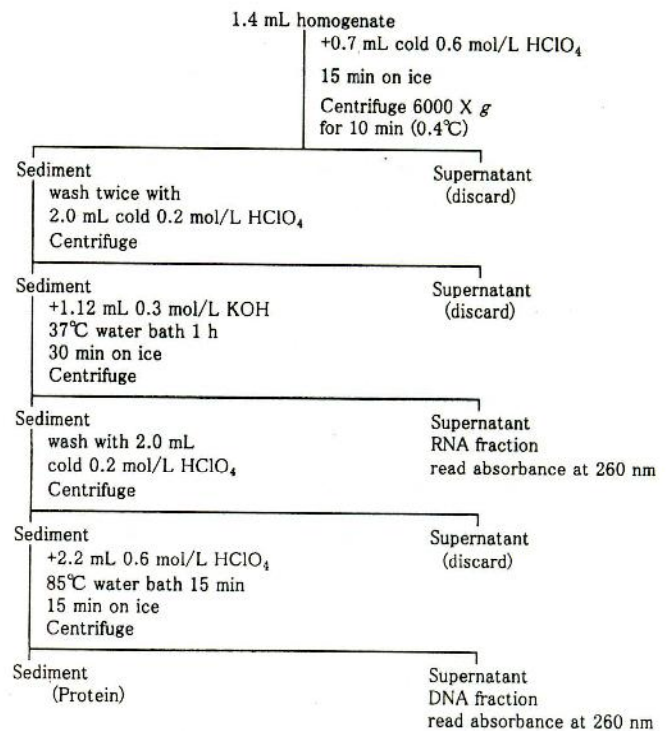 1.4 mL homogenate
+0.7 mL cold 0.6 mol/L HClO₄
15 min on ice
Centrifuge 6000 X g
for 10 min (0.4℃)
Sediment
wash twice with
2.0 mL cold 0.2 mol/L HClO₄
Centrifuge
Supernatant
(discard)
Sediment
+1.12 mL 0.3 mol/L KOH
37℃ water bath 1 h
30 min on ice
Centrifuge
Supernatant
(discard)
Sediment
wash with 2.0 mL
cold 0.2 mol/L HClO₄
Centrifuge
Supernatant
RNA fraction
read absorbance at 260 nm
Sediment
+2.2 mL 0.6 mol/L HClO₄
85℃ water bath 15 min
15 min on ice
Centrifuge
Supernatant
(discard)
Sediment
(Protein)
Supernatant
DNA fraction
read absorbance at 260 nm